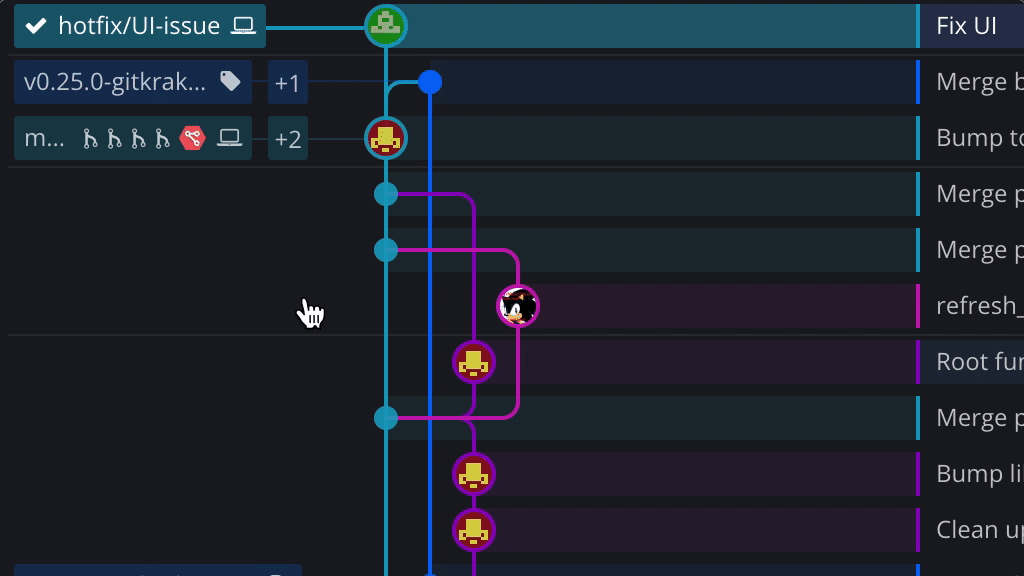 hotfix/UI-issue
Fix UI
v0.25.0-gitkrak...
+1
Merge b
m...
+2
Bump to
Merge p
Merge p
refresh_
Root fun
Merge p
Bump li
Clean up